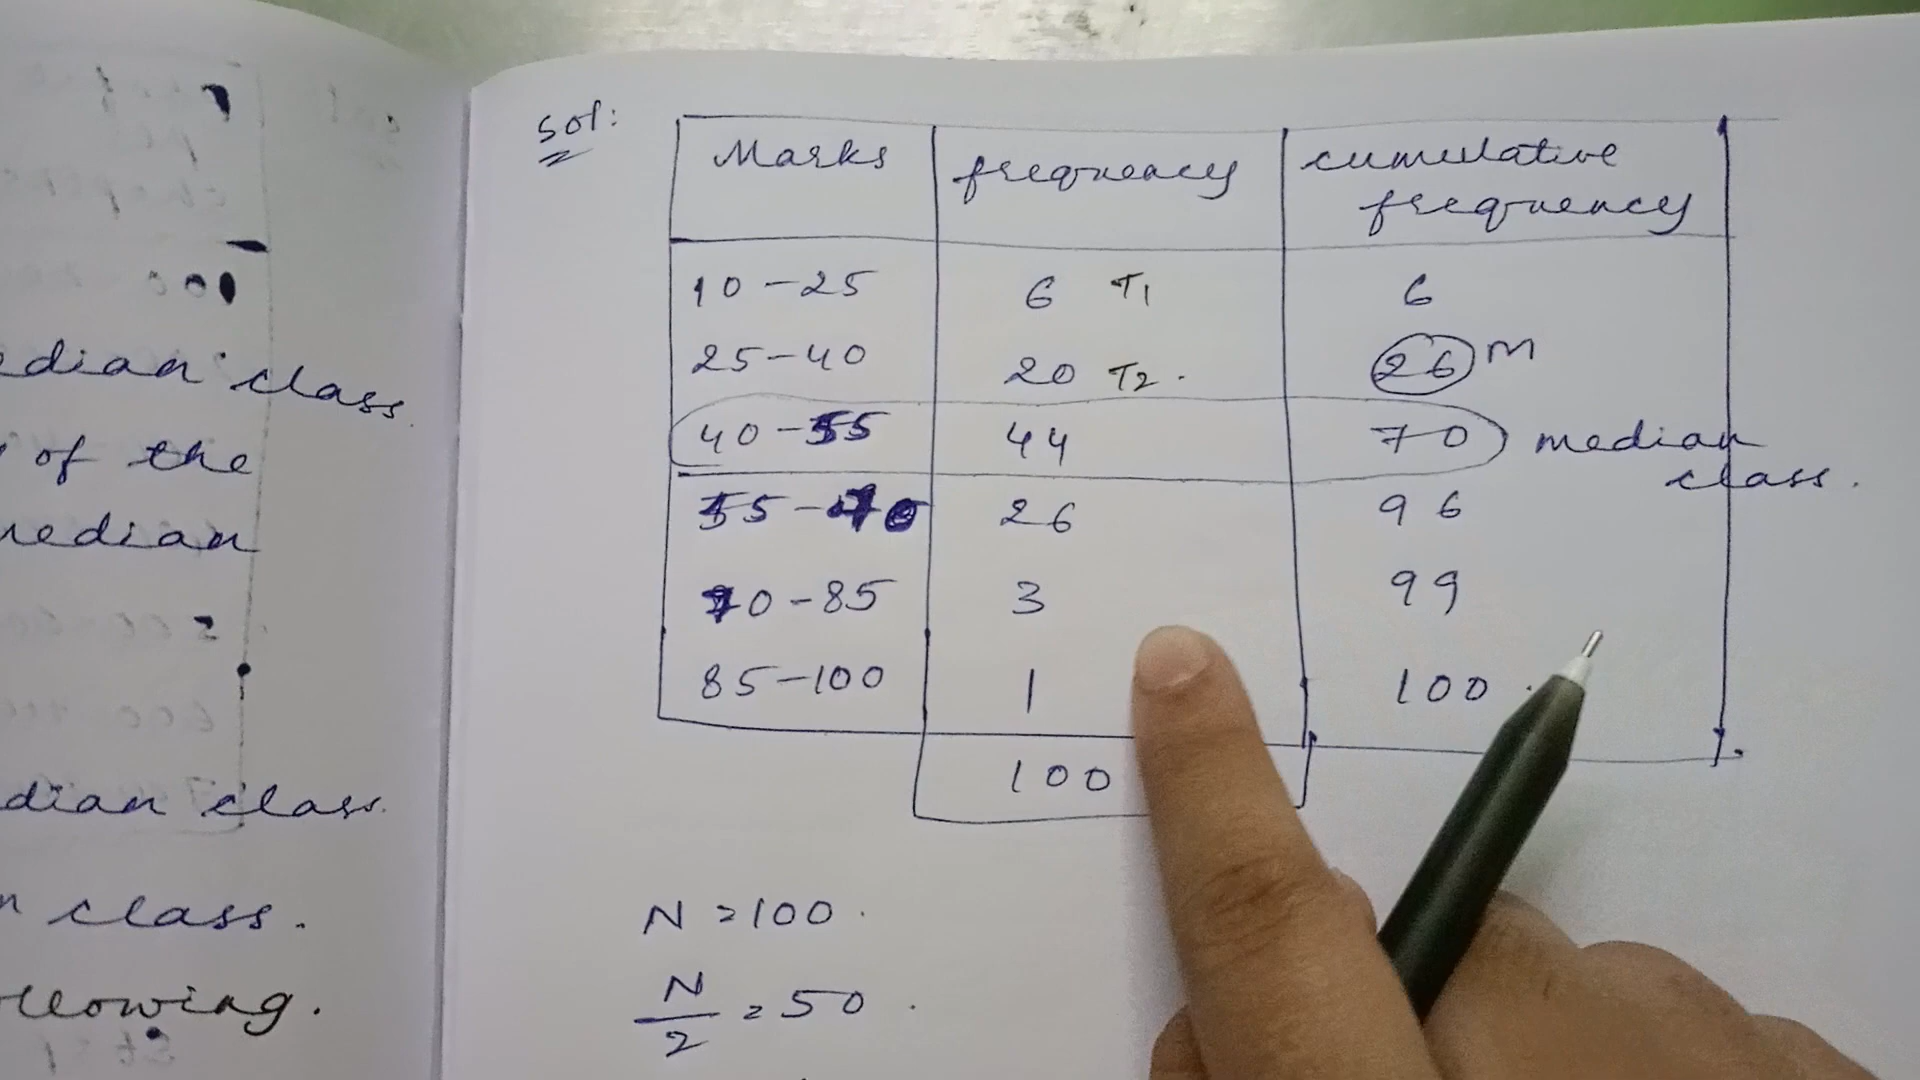 edian class.
of the
median
dian class.
class.
ollowing.
Sol:
Marks frequency cumulative frequency
10-25 6 T1 6
25-40 20 T2. 26 M
40-55 44 70 median class.
55-70 26 96
70-85 3 99
85-100 1 100.
100
N = 100.
N/2 = 50.